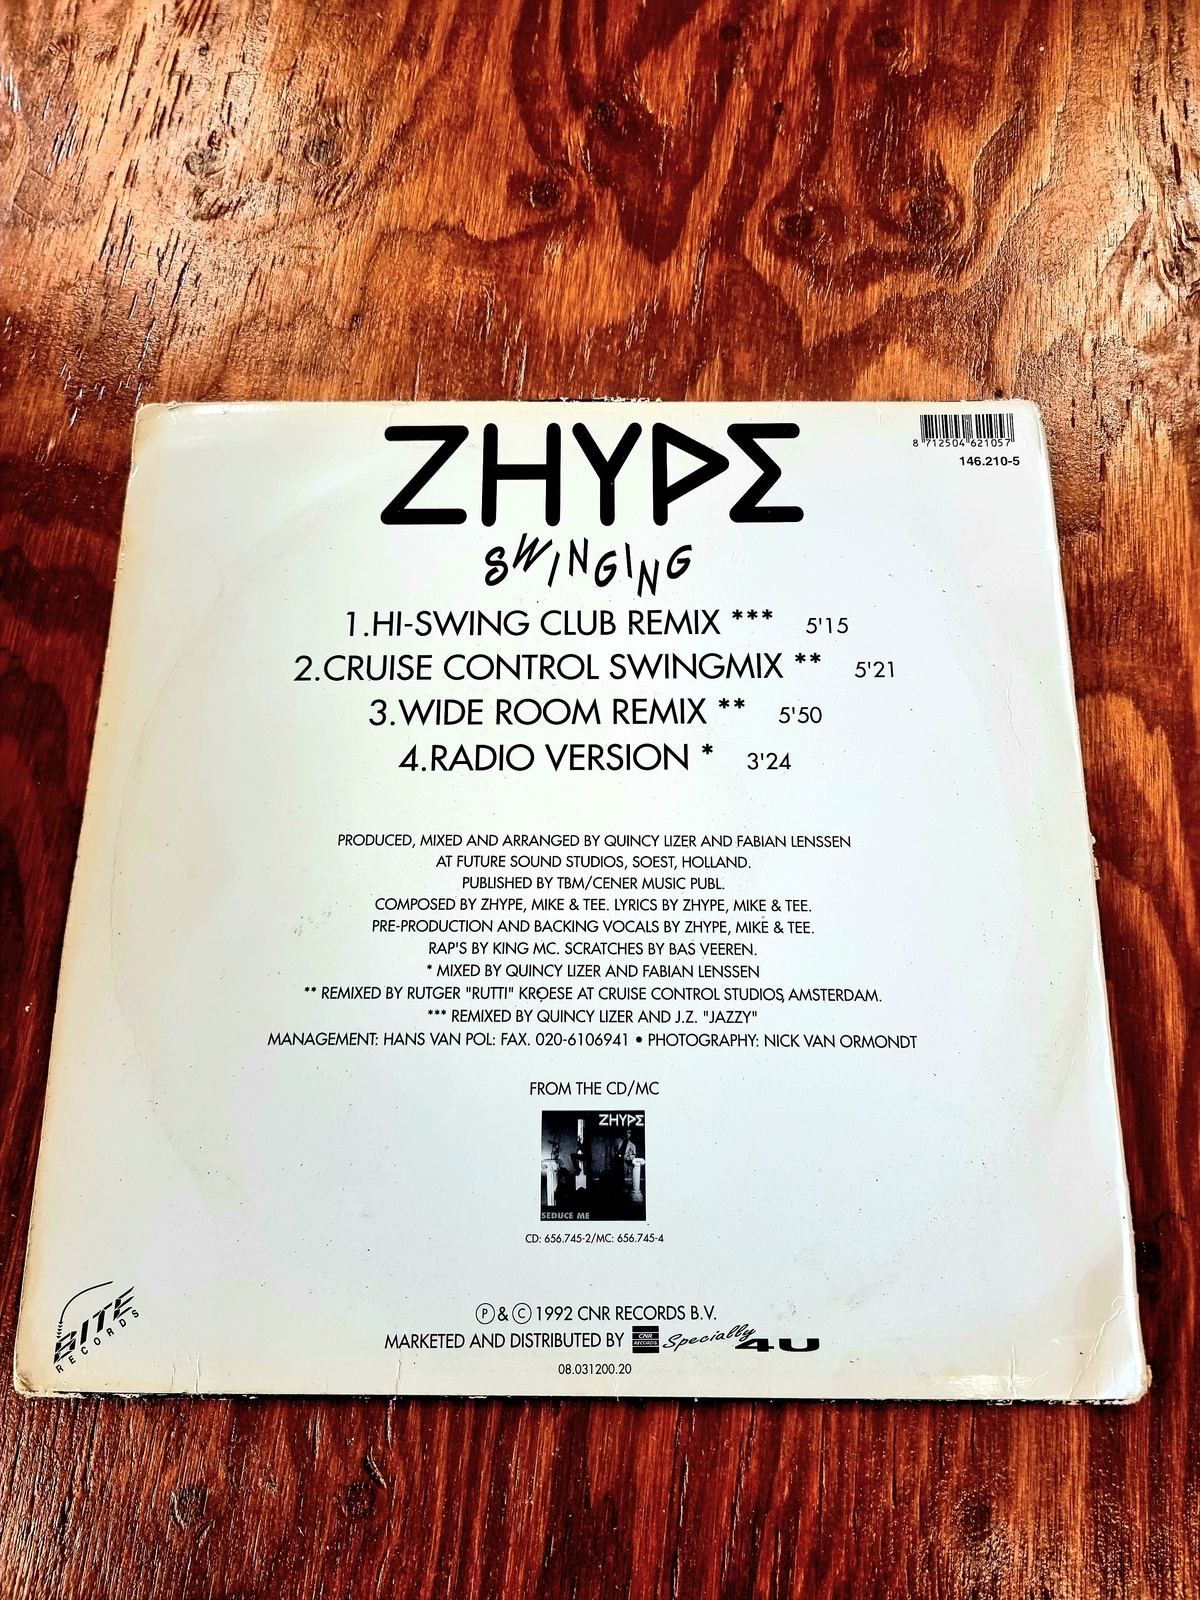 ZHYPE
8 712504 621057
146.210-5
SWINGING
1.HI-SWING CLUB REMIX *** 5'15
2.CRUISE CONTROL SWINGMIX ** 5'21
3.WIDE ROOM REMIX ** 5'50
4.RADIO VERSION * 3'24
PRODUCED, MIXED AND ARRANGED BY QUINCY LIZER AND FABIAN LENSSEN
AT FUTURE SOUND STUDIOS, SOEST, HOLLAND.
PUBLISHED BY TBM/CENER MUSIC PUBL.
COMPOSED BY ZHYPE, MIKE & TEE. LYRICS BY ZHYPE, MIKE & TEE.
PRE-PRODUCTION AND BACKING VOCALS BY ZHYPE, MIKE & TEE.
RAP'S BY KING MC. SCRATCHES BY BAS VEEREN.
* MIXED BY QUINCY LIZER AND FABIAN LENSSEN
** REMIXED BY RUTGER "RUTTI" KROESE AT CRUISE CONTROL STUDIOS, AMSTERDAM.
*** REMIXED BY QUINCY LIZER AND J.Z. "JAZZY"
MANAGEMENT: HANS VAN POL: FAX. 020-6106941 • PHOTOGRAPHY: NICK VAN ORMONDT
FROM THE CD/MC
ZHYPE
SEDUCE ME
CD: 656.745-2/MC: 656.745-4
BITE
RECORDS
Ⓟ & © 1992 CNR RECORDS B.V.
MARKETED AND DISTRIBUTED BY CNR RECORDS Specially 4U
08.031200.20